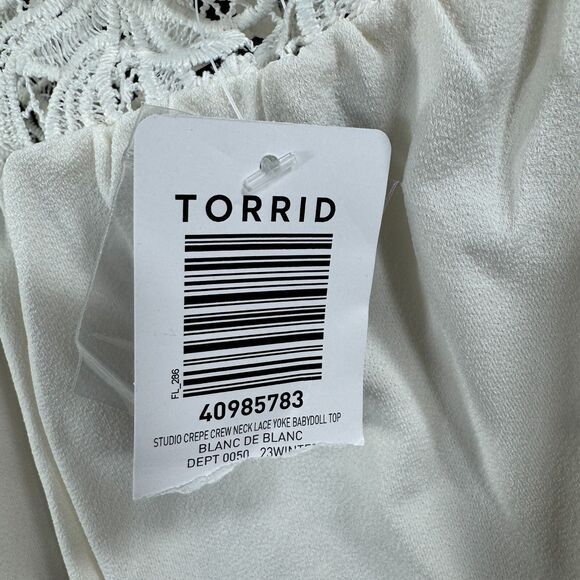 TORRID
FL_286
40985783
STUDIO CREPE CREW NECK LACE YOKE BABYDOLL TOP
BLANC DE BLANC
DEPT 0050